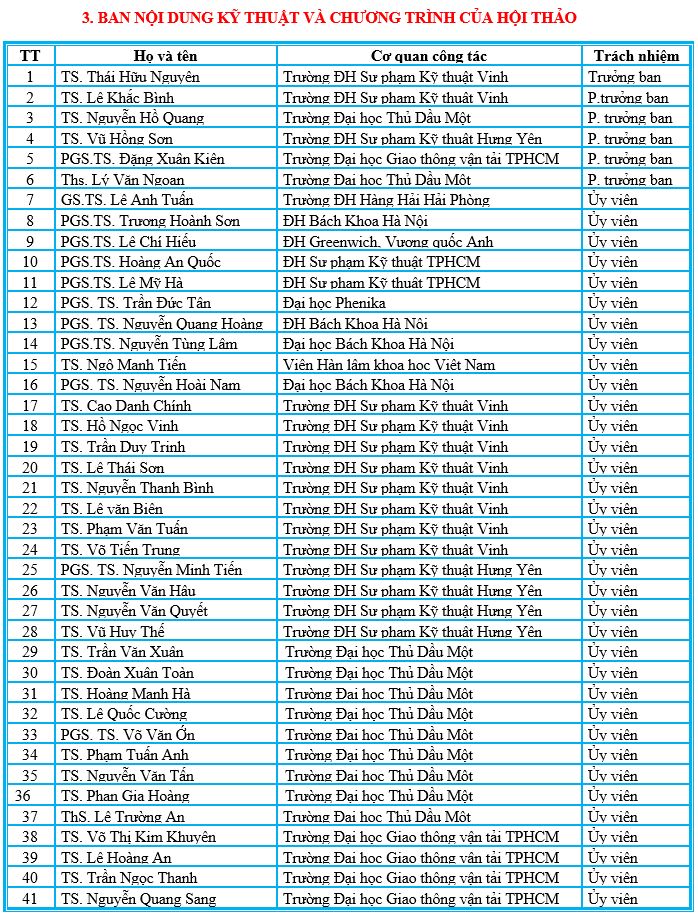 3. BAN NỘI DUNG KỸ THUẬT VÀ CHƯƠNG TRÌNH CỦA HỘI THẢO
TT Họ và tên Cơ quan công tác Trách nhiệm
1 TS. Thái Hữu Nguyên Trường ĐH Sư phạm Kỹ thuật Vinh Trưởng ban
2 TS. Lê Khắc Bình Trường ĐH Sư phạm Kỹ thuật Vinh P.trưởng ban
3 TS. Nguyễn Hồ Quang Trường Đại học Thủ Dầu Một P. trưởng ban
4 TS. Vũ Hồng Sơn Trường ĐH Sư phạm Kỹ thuật Hưng Yên P. trưởng ban
5 PGS.TS. Đặng Xuân Kiên Trường Đại học Giao thông vận tải TPHCM P. trưởng ban
6 Ths. Lý Văn Ngoan Trường Đại học Thủ Dầu Một P. trưởng ban
7 GS.TS. Lê Anh Tuấn Trường ĐH Hàng Hải Hải Phòng Ủy viên
8 PGS.TS. Trương Hoành Sơn ĐH Bách Khoa Hà Nội Ủy viên
9 PGS.TS. Lê Chí Hiếu ĐH Greenwich, Vương quốc Anh Ủy viên
10 PGS.TS. Hoàng An Quốc ĐH Sư phạm Kỹ thuật TPHCM Ủy viên
11 PGS.TS. Lê Mỹ Hà ĐH Sư phạm Kỹ thuật TPHCM Ủy viên
12 PGS. TS. Trần Đức Tân Đại học Phenika Ủy viên
13 PGS. TS. Nguyễn Quang Hoàng ĐH Bách Khoa Hà Nội Ủy viên
14 PGS.TS. Nguyễn Tùng Lâm Đại học Bách Khoa Hà Nội Ủy viên
15 TS. Ngô Mạnh Tiến Viện Hàn lâm khoa học Việt Nam Ủy viên
16 PGS. TS. Nguyễn Hoài Nam Đại học Bách Khoa Hà Nội Ủy viên
17 TS. Cao Danh Chính Trường ĐH Sư phạm Kỹ thuật Vinh Ủy viên
18 TS. Hồ Ngọc Vinh Trường ĐH Sư phạm Kỹ thuật Vinh Ủy viên
19 TS. Trần Duy Trinh Trường ĐH Sư phạm Kỹ thuật Vinh Ủy viên
20 TS. Lê Thái Sơn Trường ĐH Sư phạm Kỹ thuật Vinh Ủy viên
21 TS. Nguyễn Thanh Bình Trường ĐH Sư phạm Kỹ thuật Vinh Ủy viên
22 TS. Lê văn Biên Trường ĐH Sư phạm Kỹ thuật Vinh Ủy viên
23 TS. Phạm Văn Tuấn Trường ĐH Sư phạm Kỹ thuật Vinh Ủy viên
24 TS. Võ Tiến Trung Trường ĐH Sư phạm Kỹ thuật Vinh Ủy viên
25 PGS. TS. Nguyễn Minh Tiến Trường ĐH Sư phạm Kỹ thuật Hưng Yên Ủy viên
26 TS. Nguyễn Văn Hậu Trường ĐH Sư phạm Kỹ thuật Hưng Yên Ủy viên
27 TS. Nguyễn Văn Quyết Trường ĐH Sư phạm Kỹ thuật Hưng Yên Ủy viên
28 TS. Vũ Huy Thế Trường ĐH Sư phạm Kỹ thuật Hưng Yên Ủy viên
29 TS. Trần Văn Xuân Trường Đại học Thủ Dầu Một Ủy viên
30 TS. Đoàn Xuân Toàn Trường Đại học Thủ Dầu Một Ủy viên
31 TS. Hoàng Mạnh Hà Trường Đại học Thủ Dầu Một Ủy viên
32 TS. Lê Quốc Cường Trường Đại học Thủ Dầu Một Ủy viên
33 PGS. TS. Võ Văn Ớn Trường Đại học Thủ Dầu Một Ủy viên
34 TS. Phạm Tuấn Anh Trường Đại học Thủ Dầu Một Ủy viên
35 TS. Nguyễn Văn Tẩn Trường Đại học Thủ Dầu Một Ủy viên
36 TS. Phan Gia Hoàng Trường Đại học Thủ Dầu Một Ủy viên
37 ThS. Lê Trường An Trường Đại học Thủ Dầu Một Ủy viên
38 TS. Võ Thị Kim Khuyên Trường Đại học Giao thông vận tải TPHCM Ủy viên
39 TS. Lê Hoàng An Trường Đại học Giao thông vận tải TPHCM Ủy viên
40 TS. Trần Ngọc Thanh Trường Đại học Giao thông vận tải TPHCM Ủy viên
41 TS. Nguyễn Quang Sang Trường Đại học Giao thông vận tải TPHCM Ủy viên